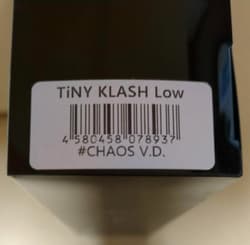 TiNY KLASH Low
4 580458 078937
#CHAOS V.D.